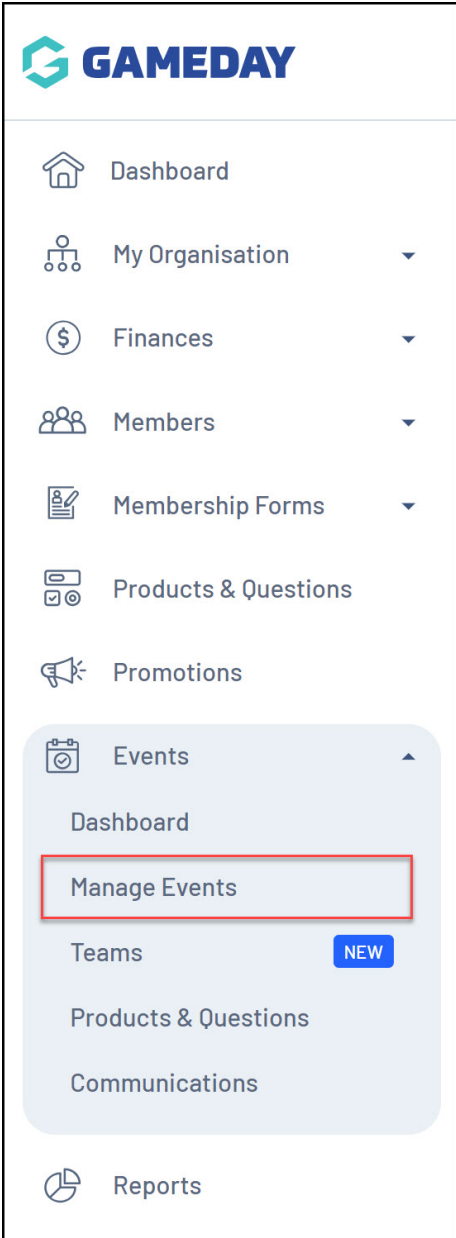 GAMEDAY
Dashboard
My Organisation
Finances
Members
Membership Forms
Products & Questions
Promotions
Events
Dashboard
Manage Events
Teams NEW
Products & Questions
Communications
Reports